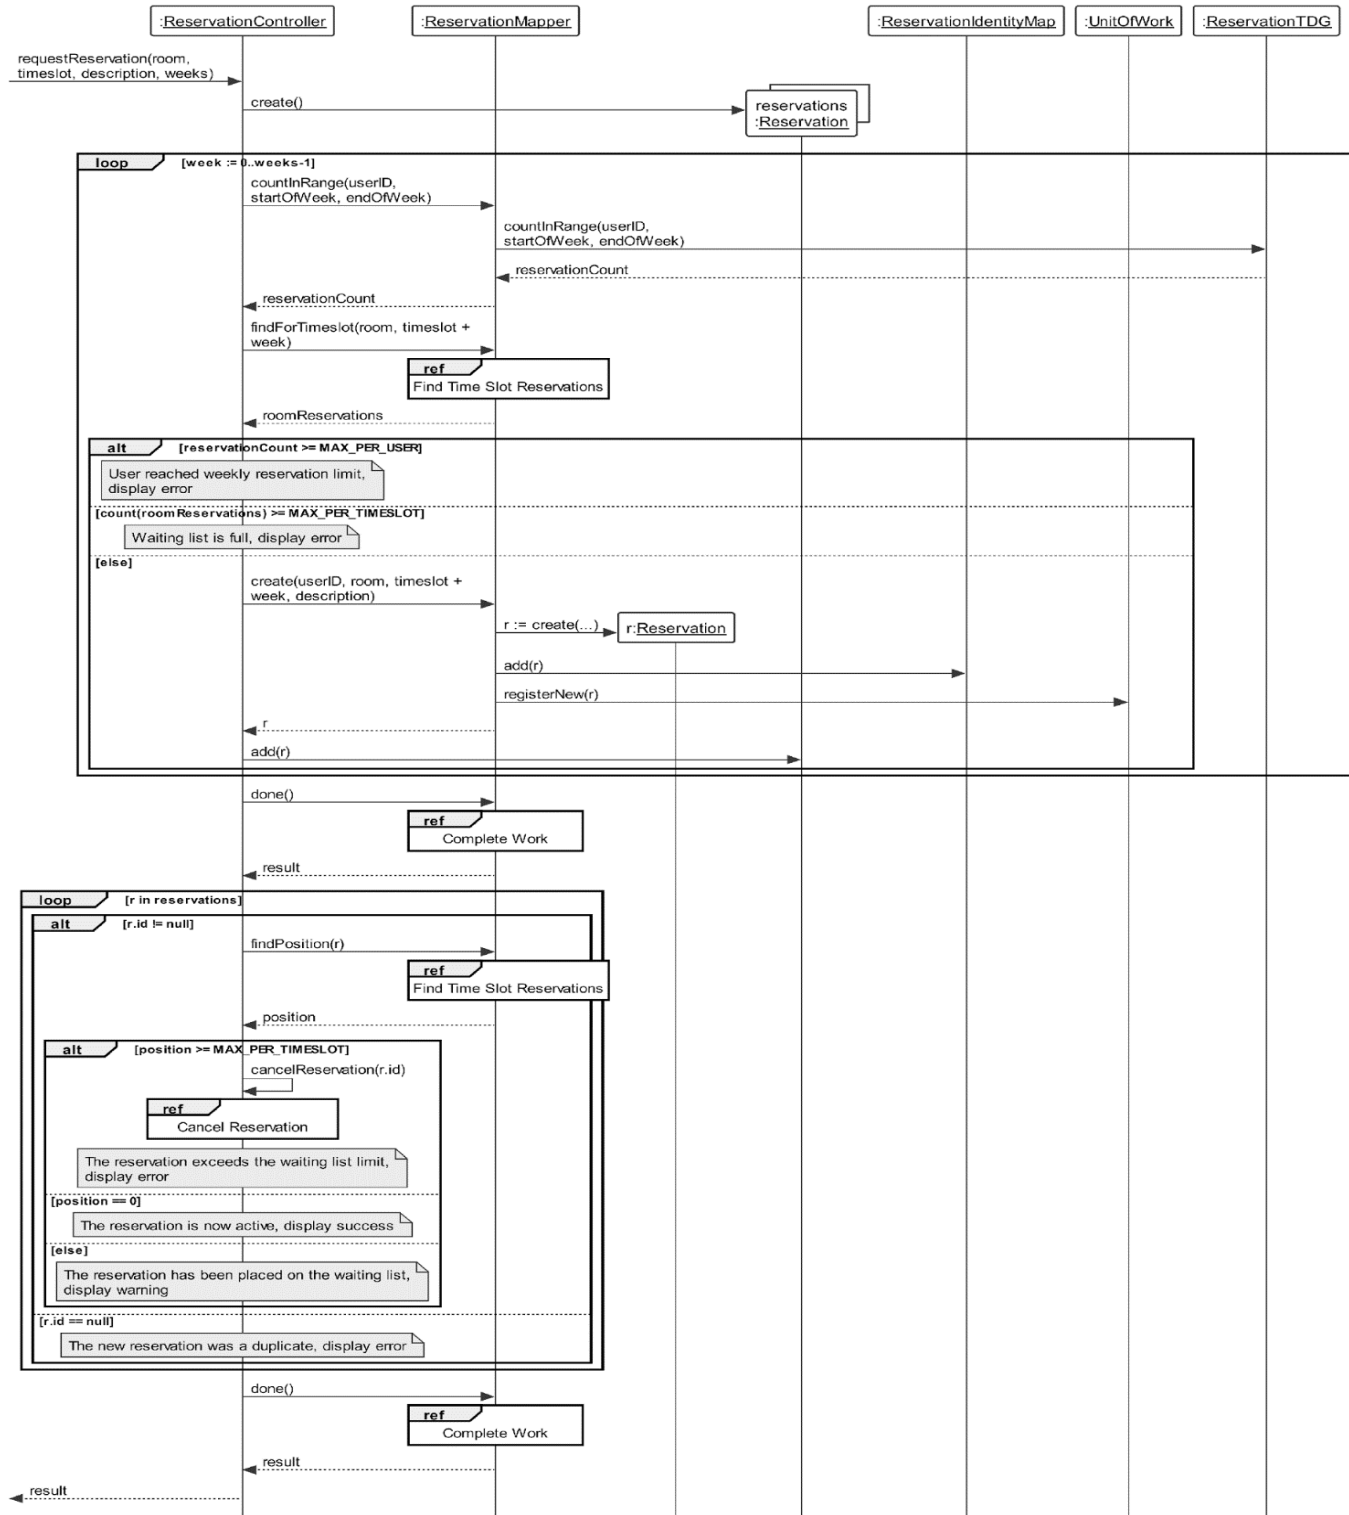 :ReservationController
:ReservationMapper
:ReservationIdentityMap
:UnitOfWork
:ReservationTDG
requestReservation(room,
timeslot, description, weeks)
create()
reservations
:Reservation
loop
[week := 0..weeks-1]
countInRange(userID,
startOfWeek, endOfWeek)
countInRange(userID,
startOfWeek, endOfWeek)
reservationCount
reservationCount
findForTimeslot(room, timeslot +
week)
ref
Find Time Slot Reservations
roomReservations
alt
[reservationCount >= MAX_PER_USER]
User reached weekly reservation limit,
display error
[count(roomReservations) >= MAX_PER_TIMESLOT]
Waiting list is full, display error
[else]
create(userID, room, timeslot +
week, description)
r := create(...)
r:Reservation
add(r)
registerNew(r)
r
add(r)
done()
ref
Complete Work
result
loop
[r in reservations]
alt
[r.id != null]
findPosition(r)
ref
Find Time Slot Reservations
position
alt
[position >= MAX_PER_TIMESLOT]
cancelReservation(r.id)
ref
Cancel Reservation
The reservation exceeds the waiting list limit,
display error
[position == 0]
The reservation is now active, display success
[else]
The reservation has been placed on the waiting list,
display warning
[r.id == null]
The new reservation was a duplicate, display error
done()
ref
Complete Work
result
result